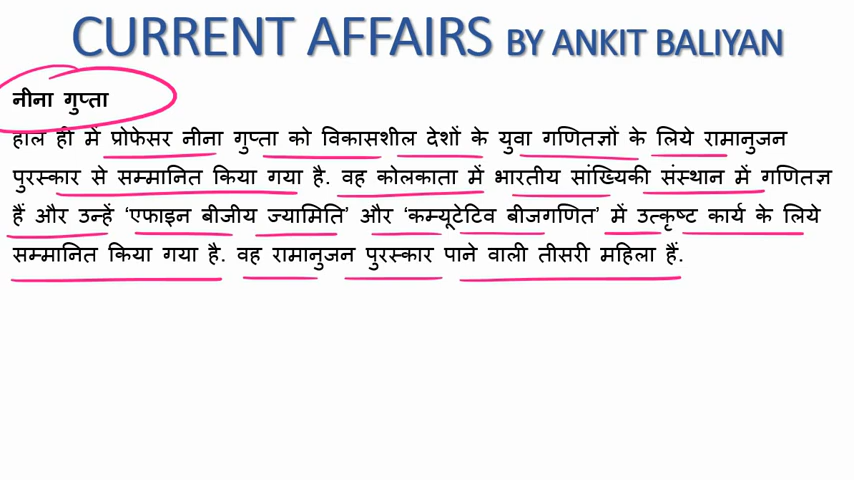 CURRENT AFFAIRS BY ANKIT BALIYAN
नीना गुप्ता
हाल ही में प्रोफेसर नीना गुप्ता को विकासशील देशों के युवा गणितज्ञों के लिये रामानुजन
पुरस्कार से सम्मानित किया गया है. वह कोलकाता में भारतीय सांख्यिकी संस्थान में गणितज्ञ
हैं और उन्हें 'एफाइन बीजीय ज्यामिति' और 'कम्यूटेटिव बीजगणित' में उत्कृष्ट कार्य के लिये
सम्मानित किया गया है. वह रामानुजन पुरस्कार पाने वाली तीसरी महिला हैं.